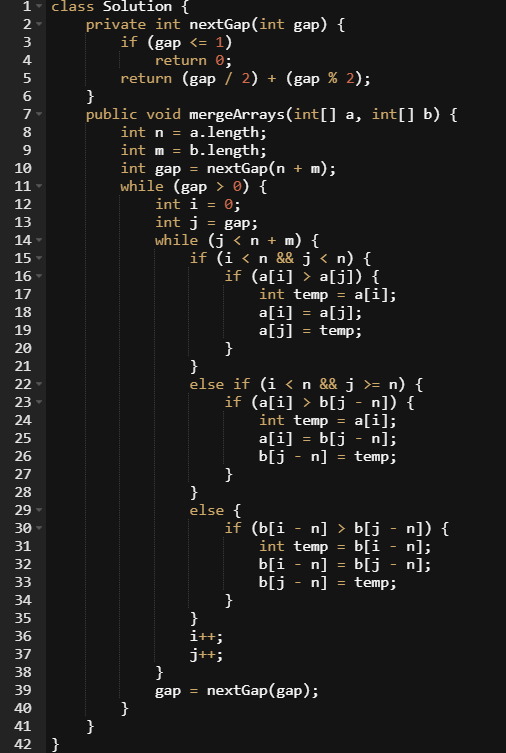 1 class Solution {
2     private int nextGap(int gap) {
3         if (gap <= 1)
4             return 0;
5         return (gap / 2) + (gap % 2);
6     }
7     public void mergeArrays(int[] a, int[] b) {
8         int n = a.length;
9         int m = b.length;
10         int gap = nextGap(n + m);
11         while (gap > 0) {
12             int i = 0;
13             int j = gap;
14             while (j < n + m) {
15                 if (i < n && j < n) {
16                     if (a[i] > a[j]) {
17                         int temp = a[i];
18                         a[i] = a[j];
19                         a[j] = temp;
20                     }
21                 }
22                 else if (i < n && j >= n) {
23                     if (a[i] > b[j - n]) {
24                         int temp = a[i];
25                         a[i] = b[j - n];
26                         b[j - n] = temp;
27                     }
28                 }
29                 else {
30                     if (b[i - n] > b[j - n]) {
31                         int temp = b[i - n];
32                         b[i - n] = b[j - n];
33                         b[j - n] = temp;
34                     }
35                 }
36                 i++;
37                 j++;
38             }
39             gap = nextGap(gap);
40         }
41     }
42 }